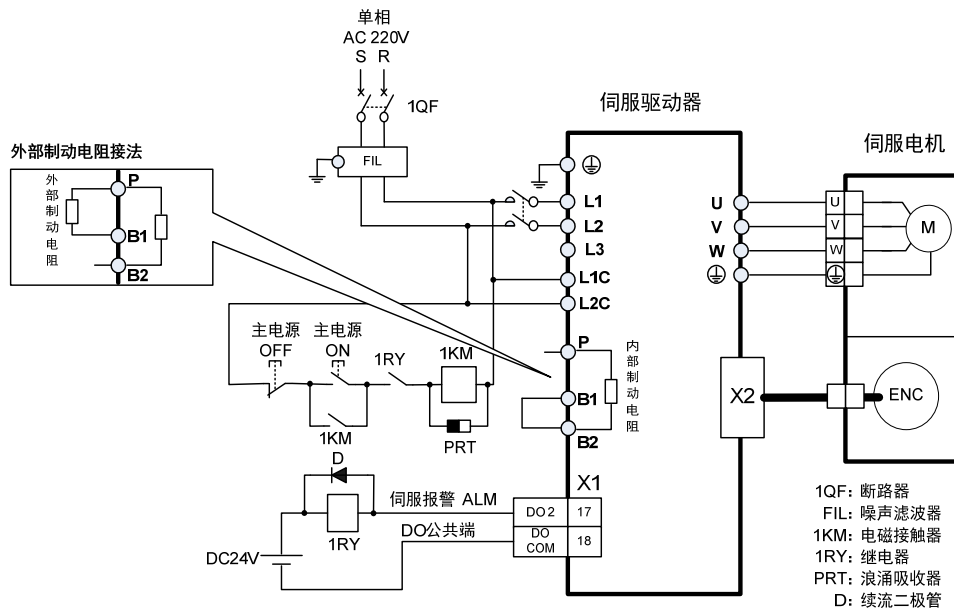 单相
AC 220V
S R
1QF
伺服驱动器
伺服电机
外部制动电阻接法
FIL
外部制动电阻
P
B1
B2
L1
L2
L3
L1C
L2C
U
V
W
U
V
W
M
主电源
OFF
主电源
ON
1RY
1KM
1KM
PRT
P
B1
B2
内部制动电阻
X2
ENC
D
1RY
伺服报警 ALM
DO公共端
DC24V
X1
DO 2 17
DO COM 18
1QF：断路器
FIL：噪声滤波器
1KM：电磁接触器
1RY：继电器
PRT：浪涌吸收器
D：续流二极管